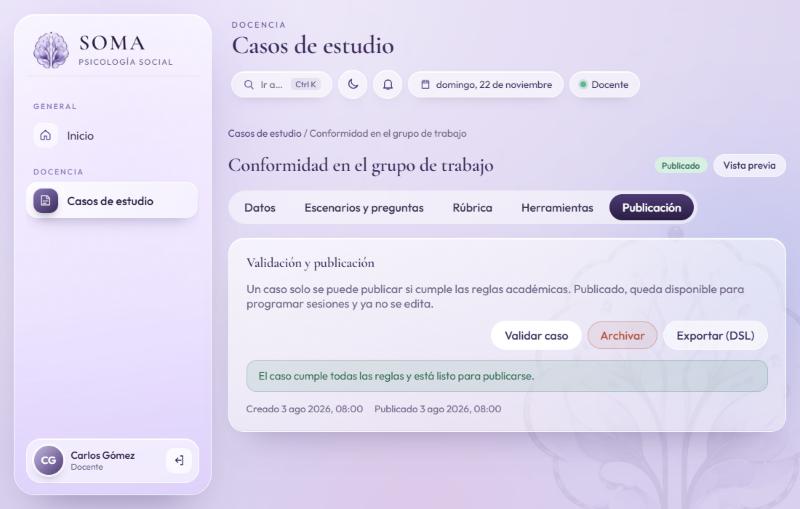 SOMA
PSICOLOGÍA SOCIAL
GENERAL
Inicio
DOCENCIA
Casos de estudio
CG
Carlos Gómez
Docente
DOCENCIA
Casos de estudio
Ir a... Ctrl K
domingo, 22 de noviembre
Docente
Casos de estudio / Conformidad en el grupo de trabajo
Conformidad en el grupo de trabajo
Publicado
Vista previa
Datos
Escenarios y preguntas
Rúbrica
Herramientas
Publicación
Validación y publicación
Un caso solo se puede publicar si cumple las reglas académicas. Publicado, queda disponible para
programar sesiones y ya no se edita.
Validar caso
Archivar
Exportar (DSL)
El caso cumple todas las reglas y está listo para publicarse.
Creado 3 ago 2026, 08:00 Publicado 3 ago 2026, 08:00